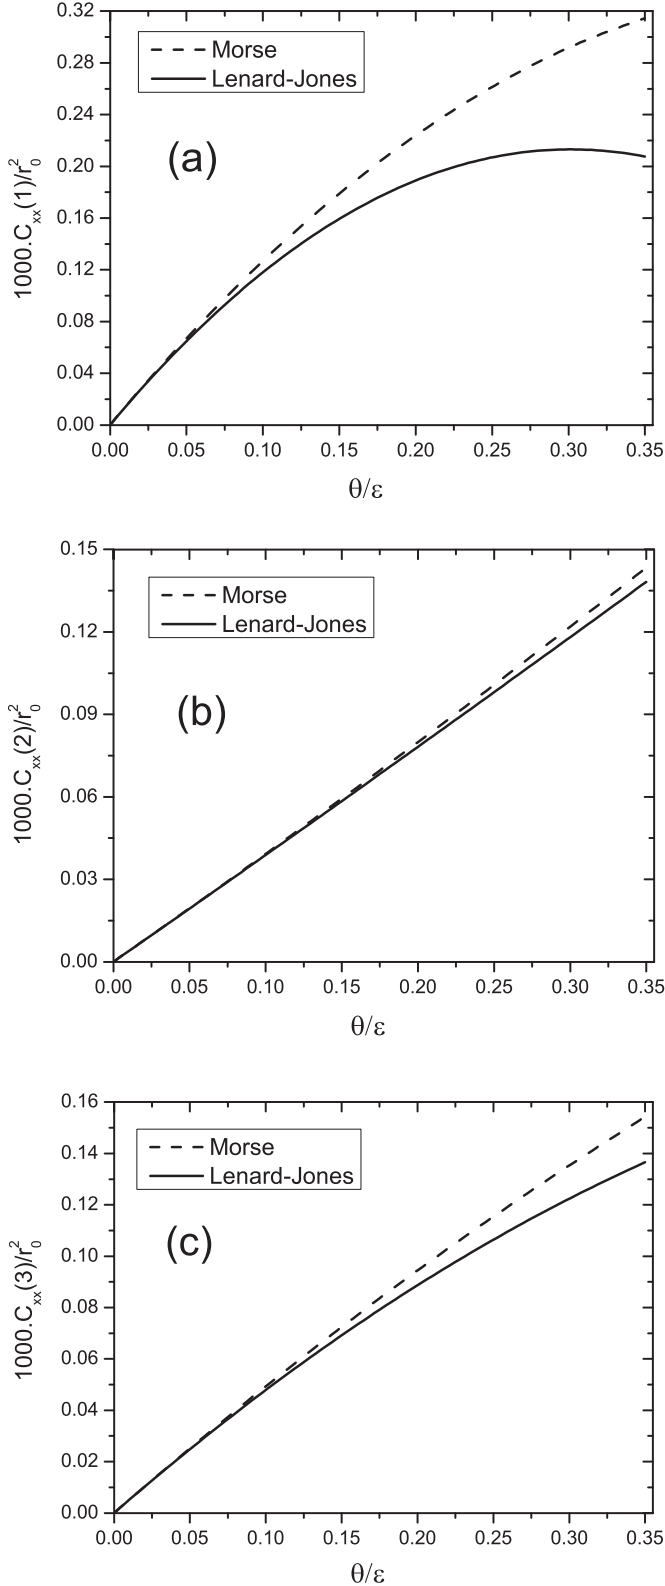 0.32
0.28
0.24
0.20
0.16
0.12
0.08
0.04
0.00
1000.C_xx(1)/r_0^2
Morse
Lenard-Jones
(a)
0.00 0.05 0.10 0.15 0.20 0.25 0.30 0.35
θ/ε
0.15
0.12
0.09
0.06
0.03
0.00
1000.C_xx(2)/r_0^2
Morse
Lenard-Jones
(b)
0.00 0.05 0.10 0.15 0.20 0.25 0.30 0.35
θ/ε
0.16
0.14
0.12
0.10
0.08
0.06
0.04
0.02
0.00
1000.C_xx(3)/r_0^2
Morse
Lenard-Jones
(c)
0.00 0.05 0.10 0.15 0.20 0.25 0.30 0.35
θ/ε